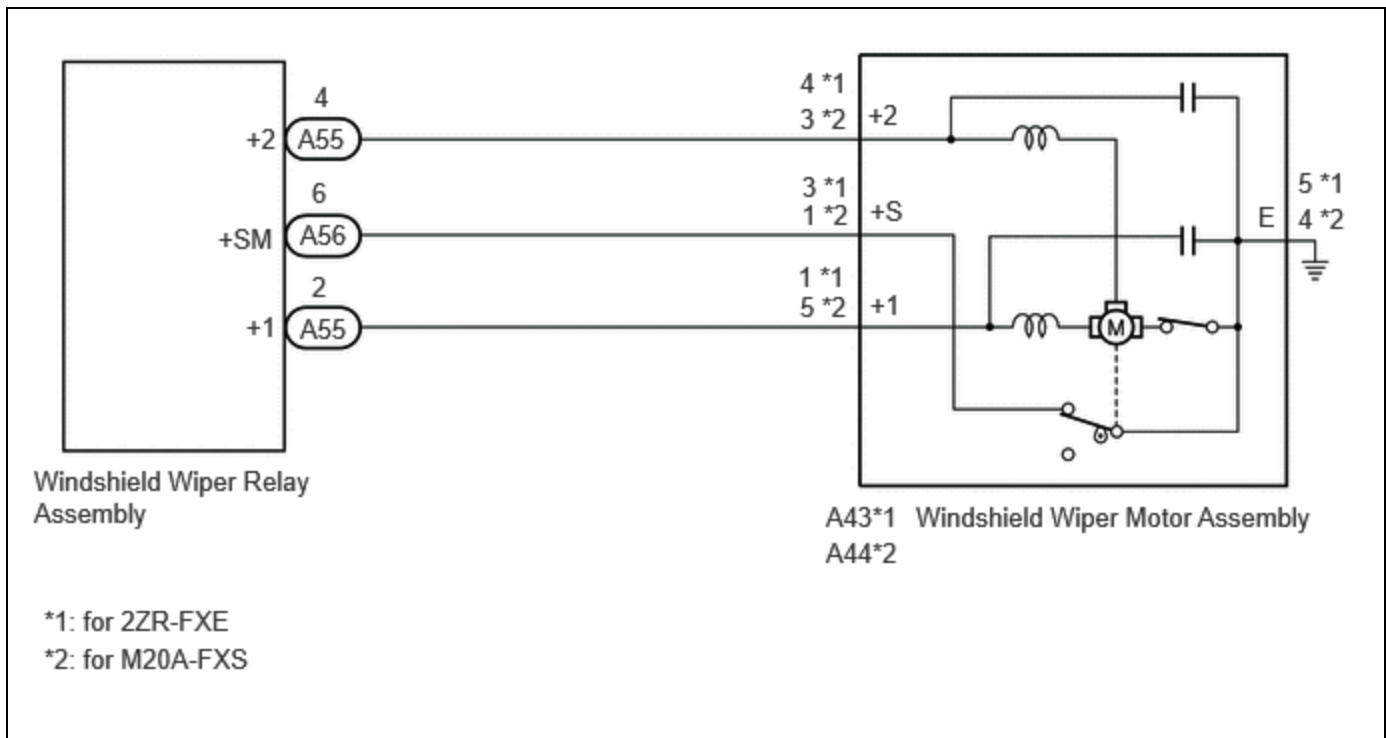 4
+2
A55
6
+SM
A56
2
+1
A55
Windshield Wiper Relay
Assembly
4 *1
3 *2
+2
3 *1
1 *2
+S
1 *1
5 *2
+1
M
E
5 *1
4 *2
A43*1 Windshield Wiper Motor Assembly
A44*2
*1: for 2ZR-FXE
*2: for M20A-FXS